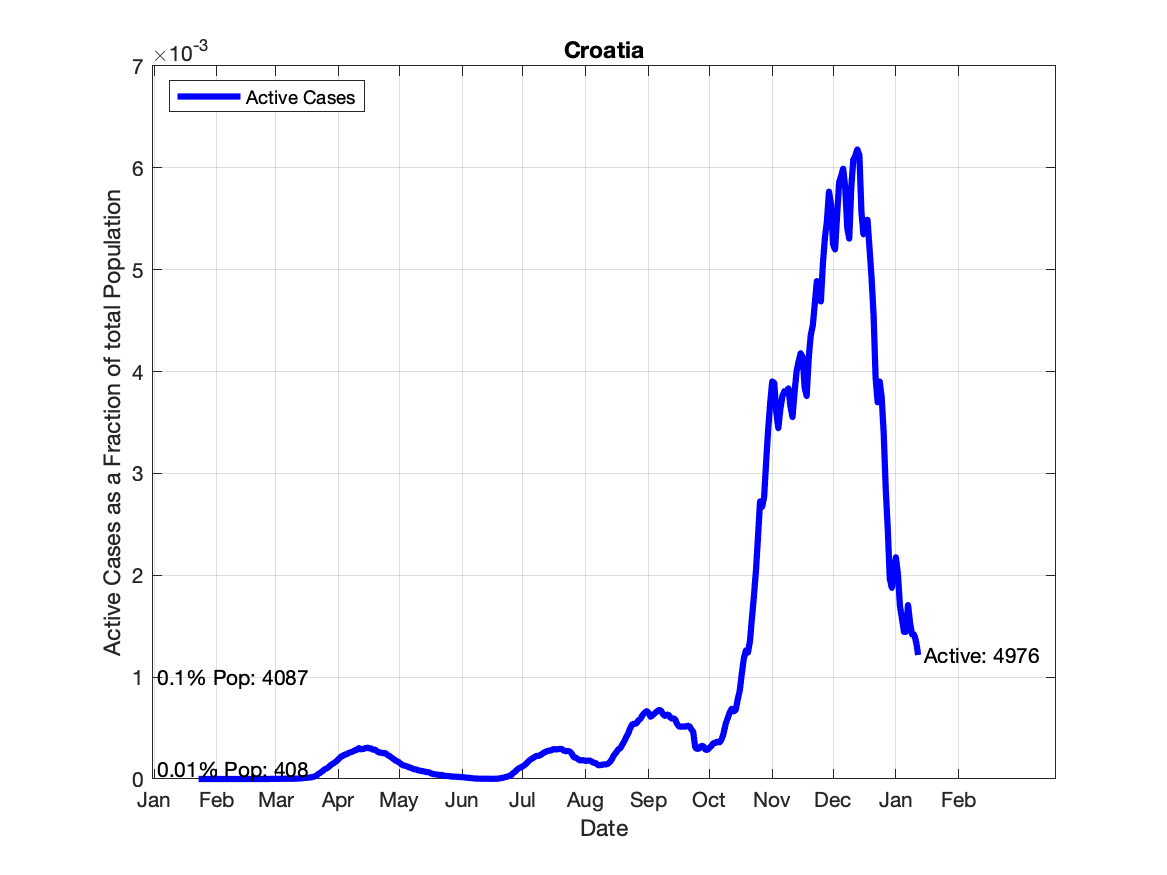 Croatia
×10-3
Active Cases
7
6
5
4
3
2
1
0
Active Cases as a Fraction of total Population
0.1% Pop: 4087
0.01% Pop: 408
Active: 4976
Jan Feb Mar Apr May Jun Jul Aug Sep Oct Nov Dec Jan Feb
Date